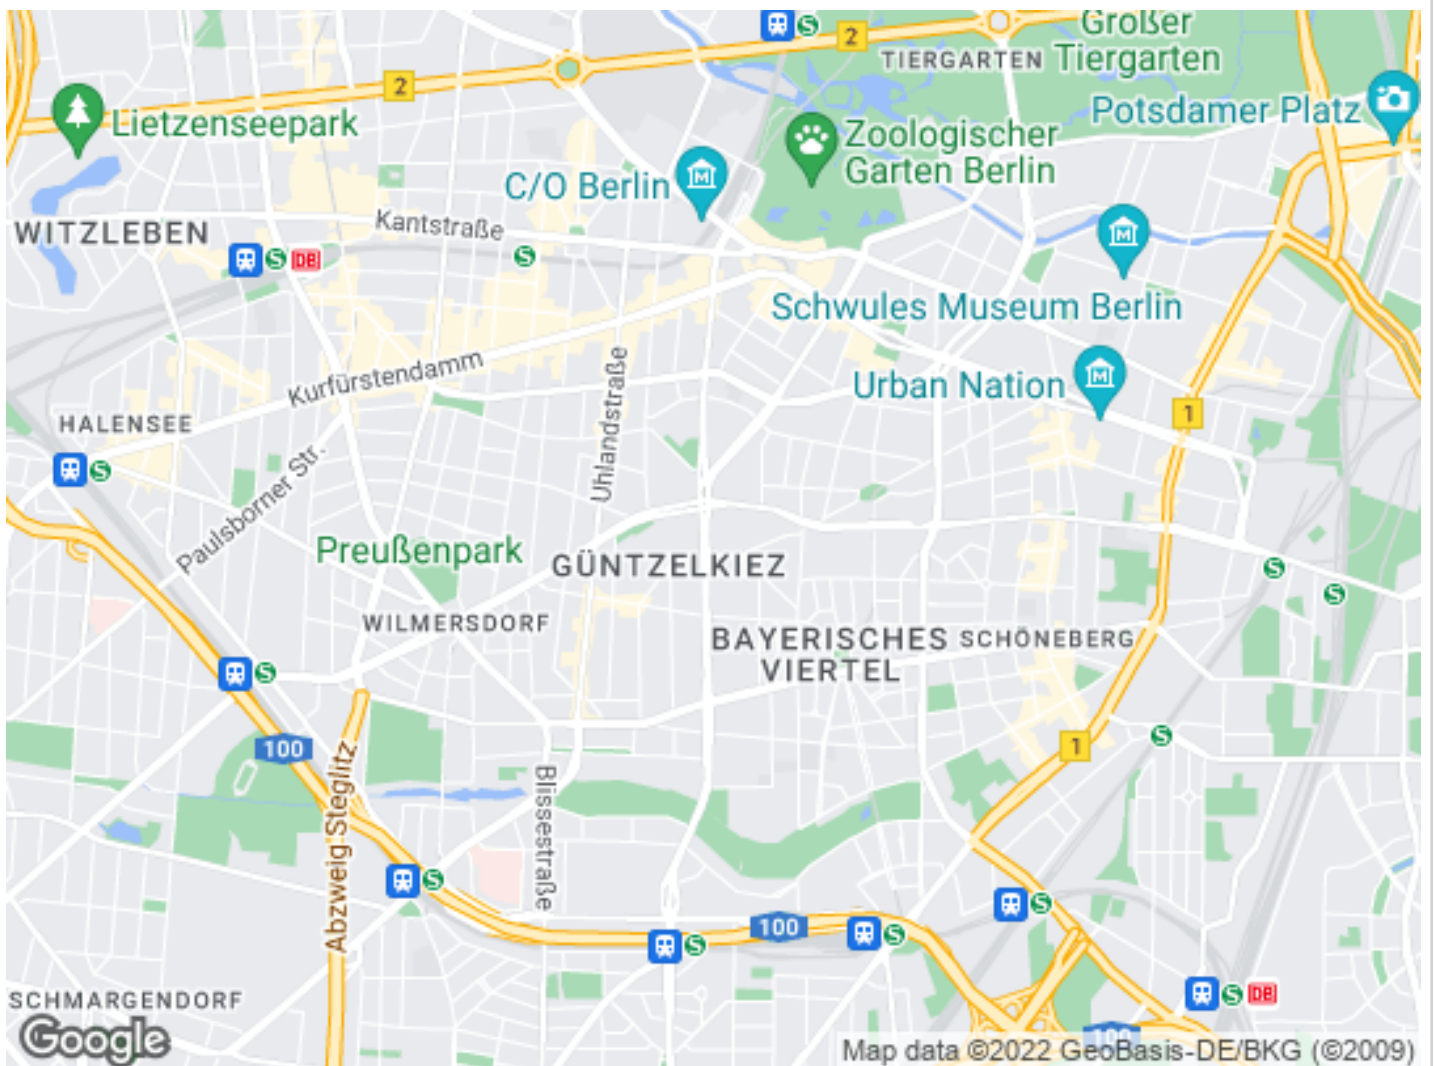 Großer
Tiergarten
TIERGARTEN
2
2
Potsdamer Platz
Lietzenseepark
Zoologischer
Garten Berlin
C/O Berlin
M
WITZLEBEN
Kantstraße
S
S
S
DB
M
Schwules Museum Berlin
Kurfürstendamm
Uhlandstraße
Urban Nation
M
1
HALENSEE
S
Paulsborner Str.
Preußenpark
GÜNTZELKIEZ
S
S
WILMERSDORF
BAYERISCHES
VIERTEL
SCHÖNEBERG
S
100
Abzweig Steglitz
Blissestraße
1
S
S
S
100
S
S
S
DB
SCHMARGENDORF
100
Google
Map data ©2022 GeoBasis-DE/BKG (©2009)